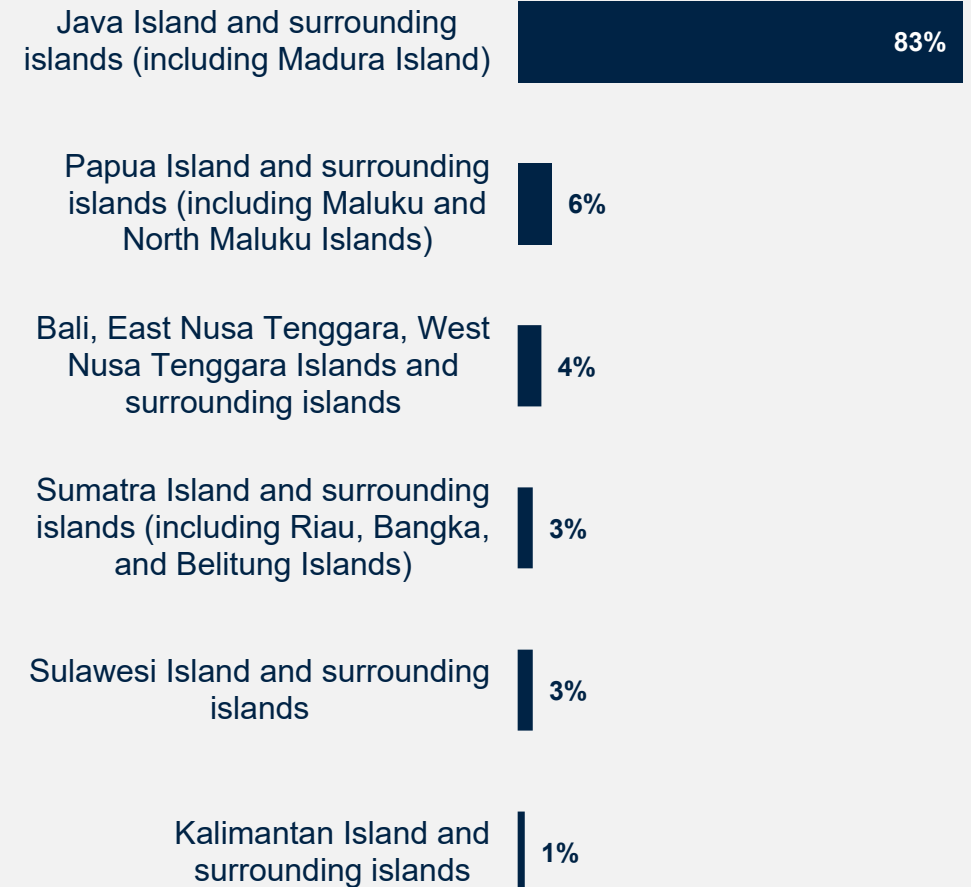 Java Island and surrounding
islands (including Madura Island)
83%
Papua Island and surrounding
islands (including Maluku and
North Maluku Islands)
6%
Bali, East Nusa Tenggara, West
Nusa Tenggara Islands and
surrounding islands
4%
Sumatra Island and surrounding
islands (including Riau, Bangka,
and Belitung Islands)
3%
Sulawesi Island and surrounding
islands
3%
Kalimantan Island and
surrounding islands
1%